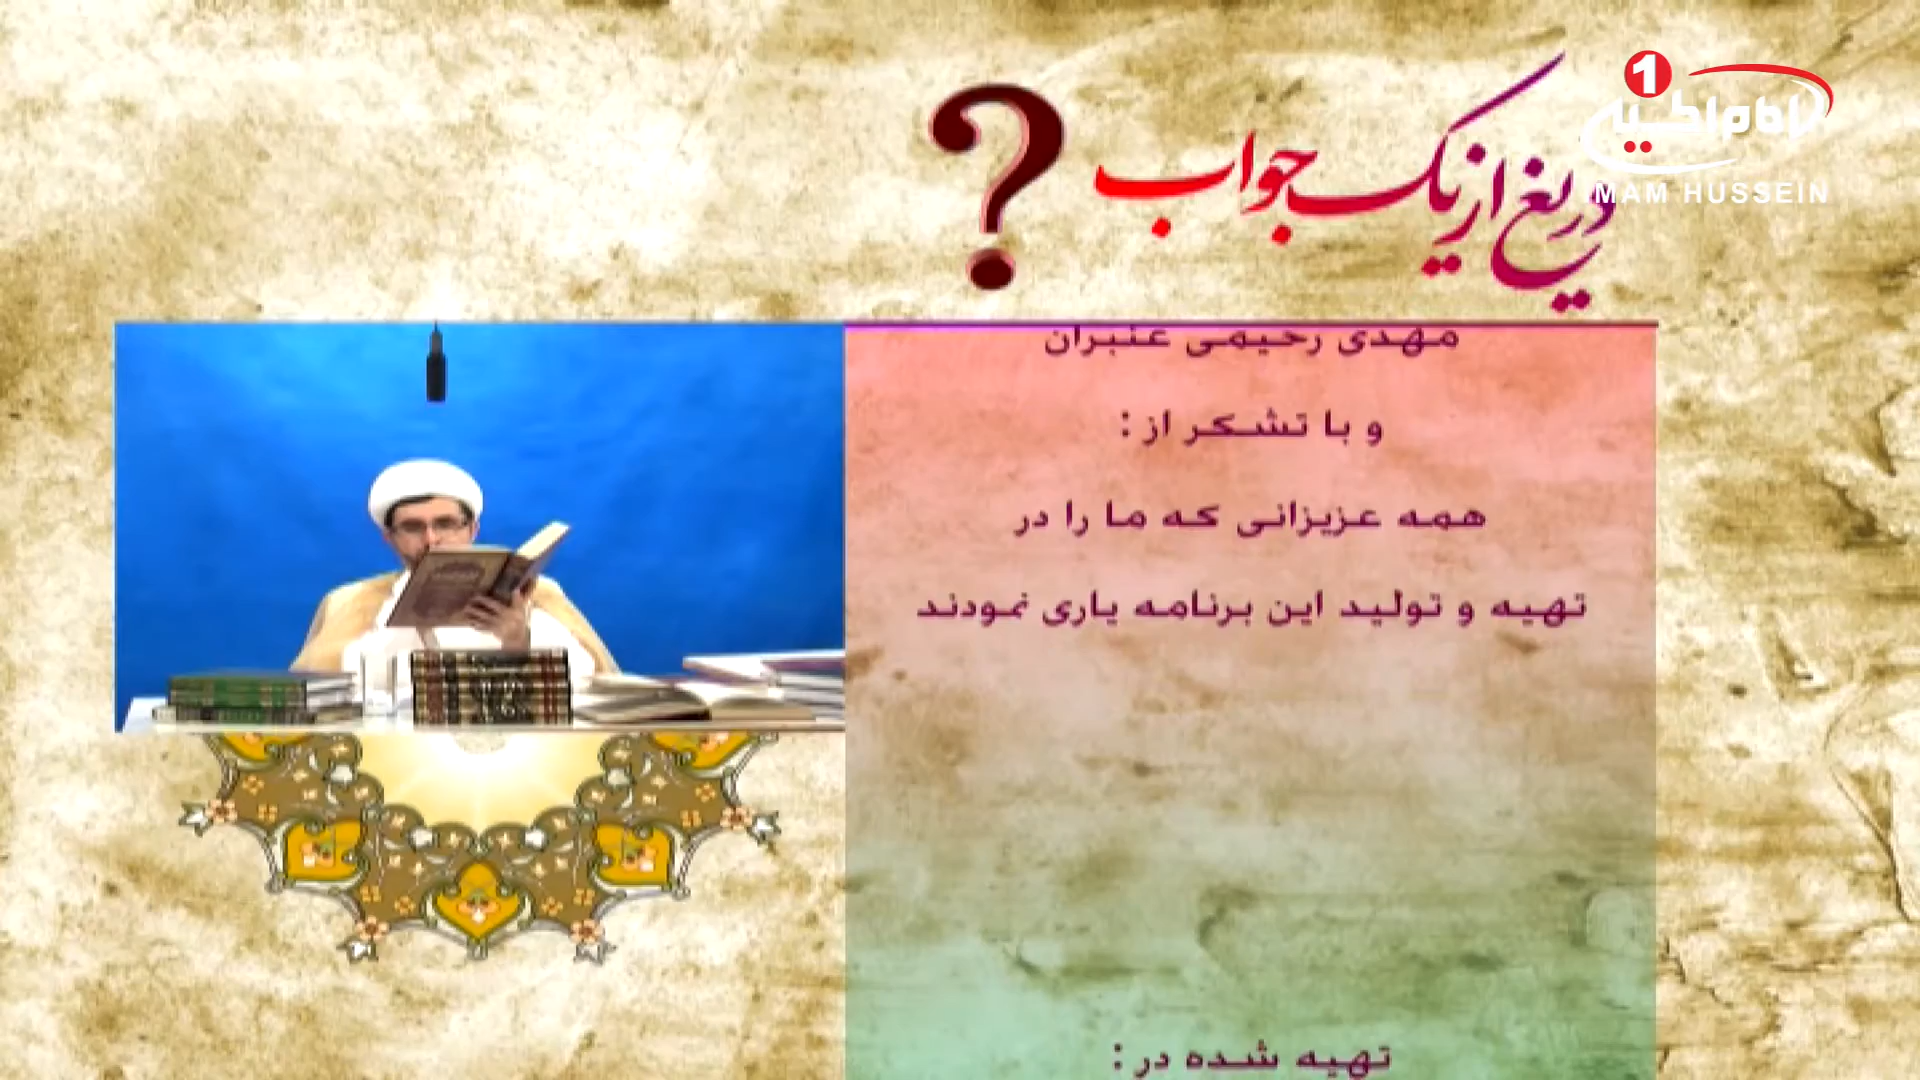 دریغ از یک جواب ؟
1
امام حسین
IMAM HUSSEIN
مهدی رحیمی عنبران
و با تشکر از :
همه عزیزانی که ما را در
تهیه و تولید این برنامه یاری نمودند
تهیه شده در :